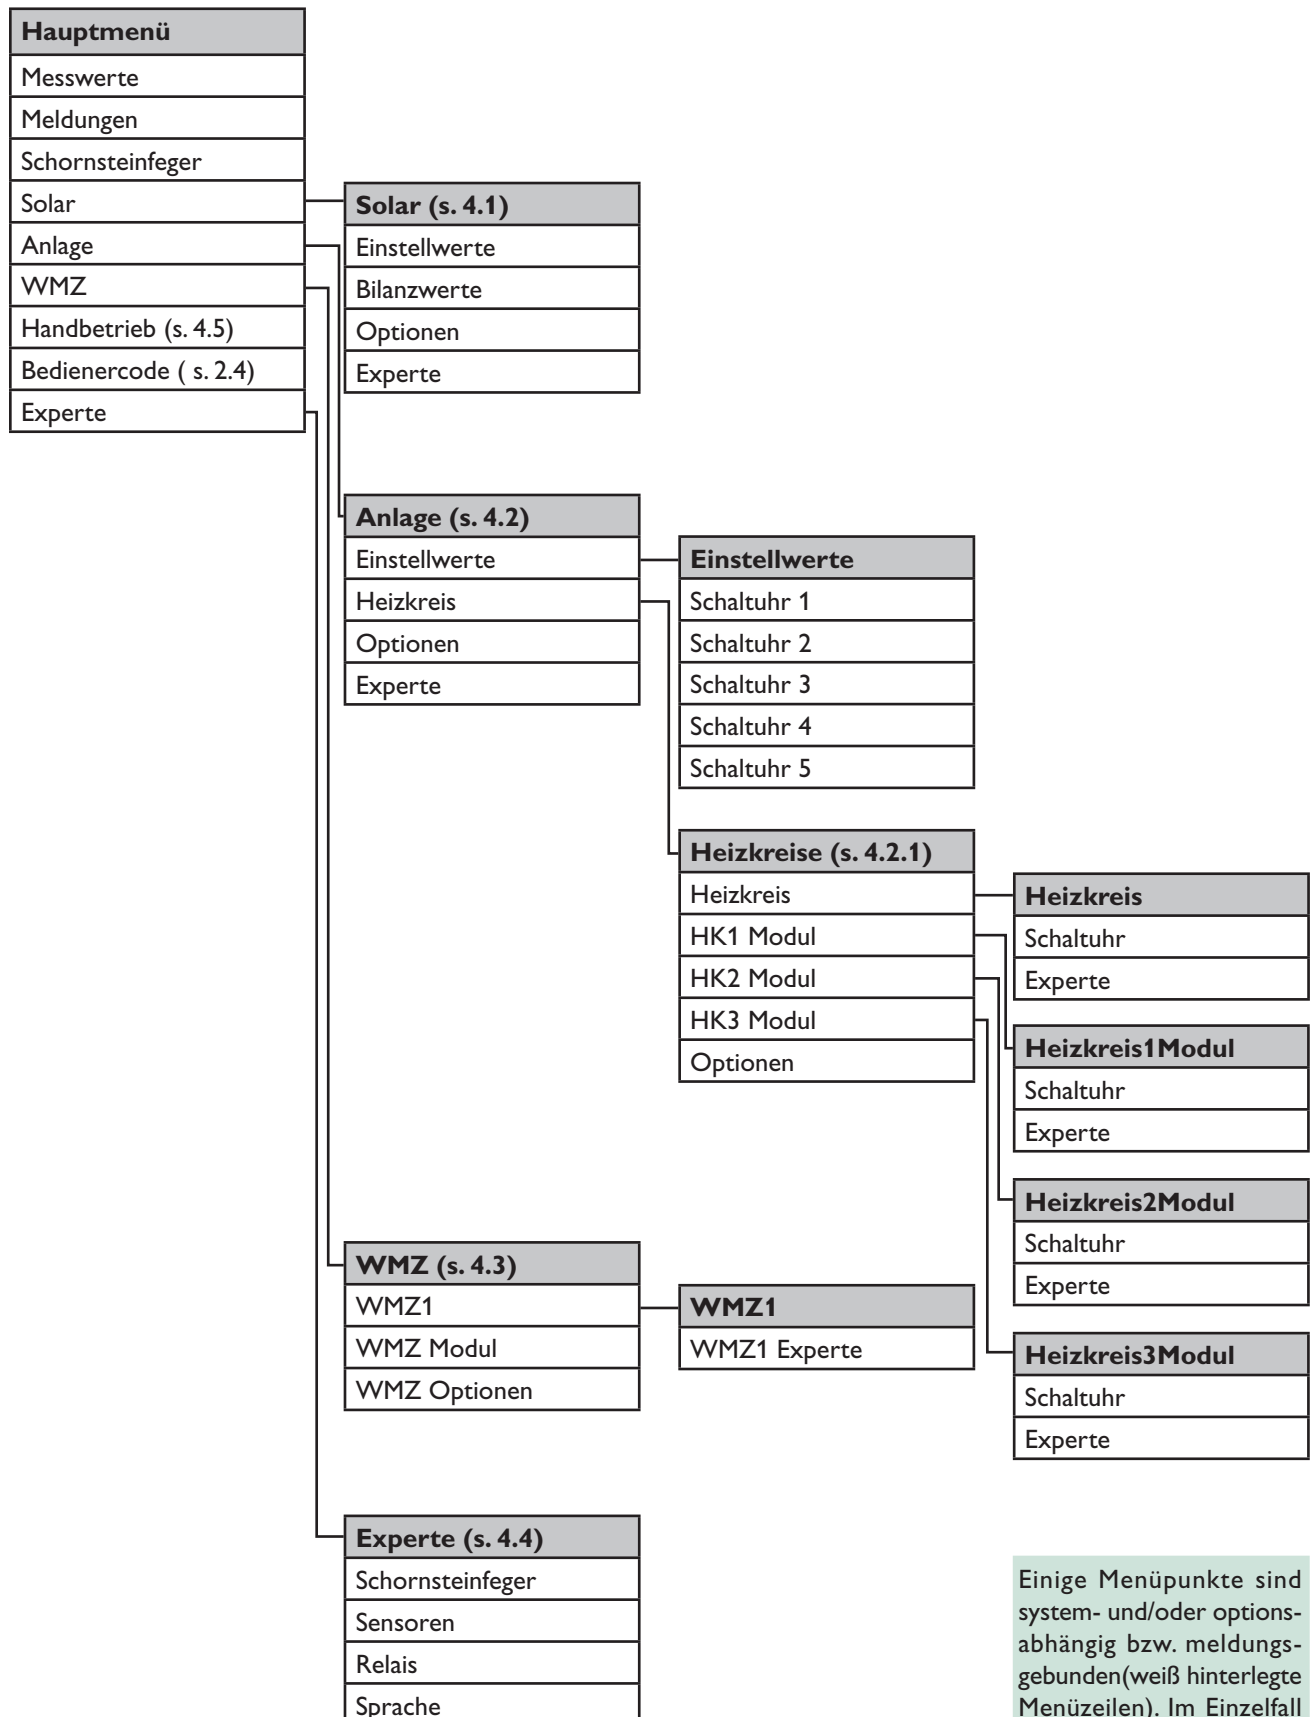 Hauptmenü
Messwerte
Meldungen
Schornsteinfeger
Solar
Anlage
WMZ
Handbetrieb (s. 4.5)
Bedienercode ( s. 2.4)
Experte
Solar (s. 4.1)
Einstellwerte
Bilanzwerte
Optionen
Experte
Anlage (s. 4.2)
Einstellwerte
Heizkreis
Optionen
Experte
Einstellwerte
Schaltuhr 1
Schaltuhr 2
Schaltuhr 3
Schaltuhr 4
Schaltuhr 5
Heizkreise (s. 4.2.1)
Heizkreis
HK1 Modul
HK2 Modul
HK3 Modul
Optionen
Heizkreis
Schaltuhr
Experte
Heizkreis1Modul
Schaltuhr
Experte
Heizkreis2Modul
Schaltuhr
Experte
Heizkreis3Modul
Schaltuhr
Experte
WMZ (s. 4.3)
WMZ1
WMZ Modul
WMZ Optionen
WMZ1
WMZ1 Experte
Experte (s. 4.4)
Schornsteinfeger
Sensoren
Relais
Sprache
Einige Menüpunkte sind
system- und/oder options-
abhängig bzw. meldungs-
gebunden(weiß hinterlegte
Menüzeilen). Im Einzelfall